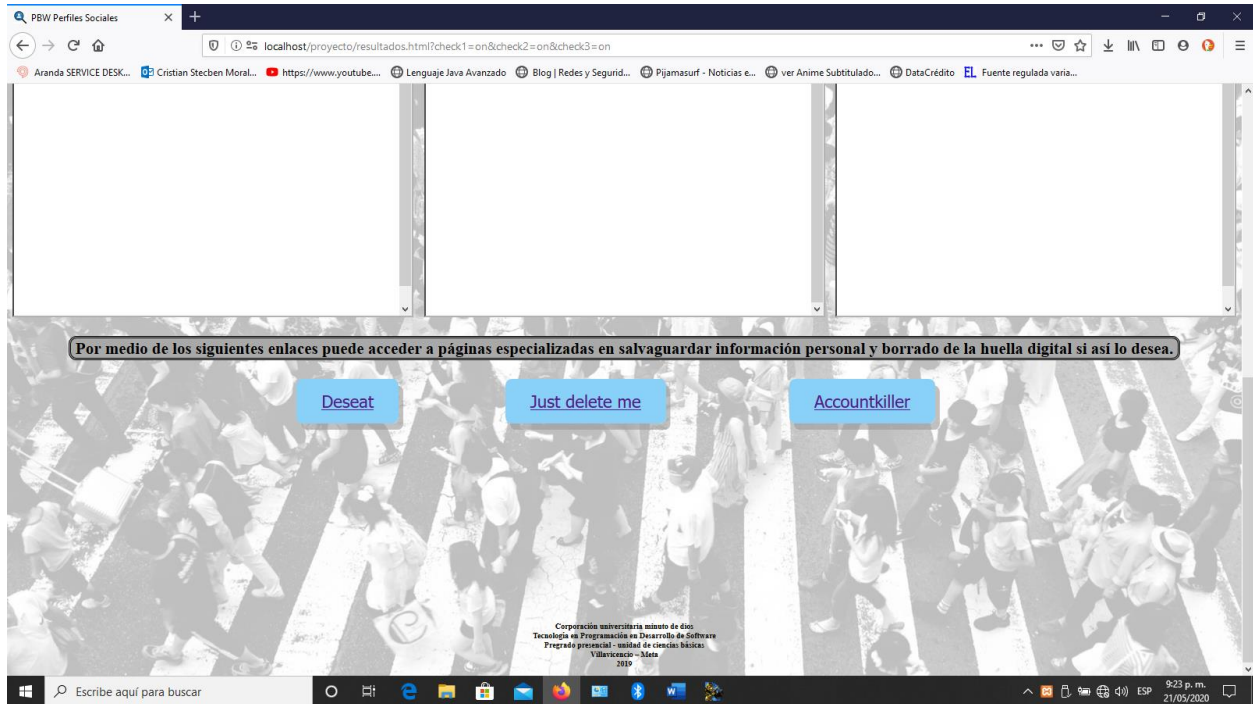 PBW Perfiles Sociales
localhost/proyecto/resultados.html?check1=on&check2=on&check3=on
Aranda SERVICE DESK... Cristian Stecben Moral... https://www.youtube.... Lenguaje Java Avanzado Blog | Redes y Segurid... Pijamasurf - Noticias e... ver Anime Subtitulado... DataCrédito EL Fuente regulada varia...
Por medio de los siguientes enlaces puede acceder a páginas especializadas en salvaguardar información personal y borrado de la huella digital si así lo desea.
Deseat Just delete me Accountkiller
Corporación universitaria minuto de dios
Tecnología en Programación en Desarrollo de Software
Pregrado presencial - unidad de ciencias básicas
Villavicencio – Meta
2019
Escribe aquí para buscar
ESP
9:23 p. m.
21/05/2020